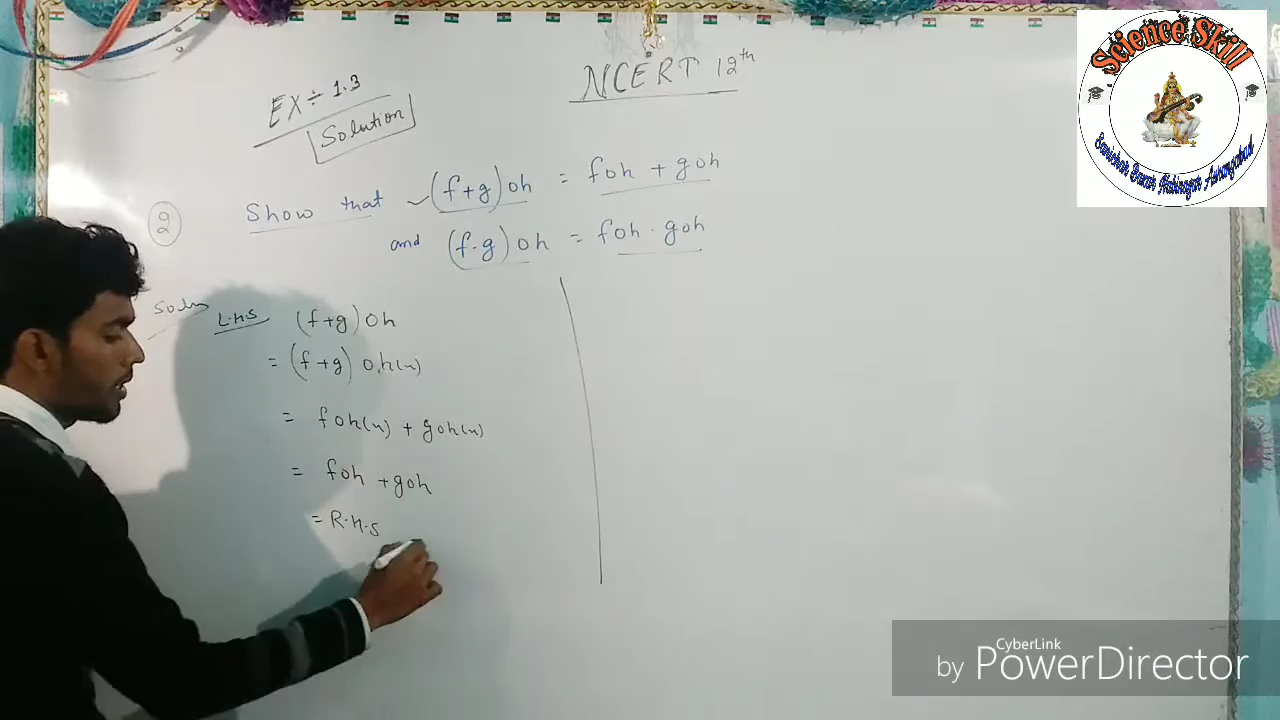 NCERT 12th
EX÷ 1.3
Solution
2 Show that (f+g)oh = foh + goh
and (f·g)oh = foh · goh
Soln L.H.S (f+g)oh
= (f+g) oh(x)
= foh(x) + goh(x)
= foh + goh
= R.H.S
Science Skill
CyberLink
by PowerDirector